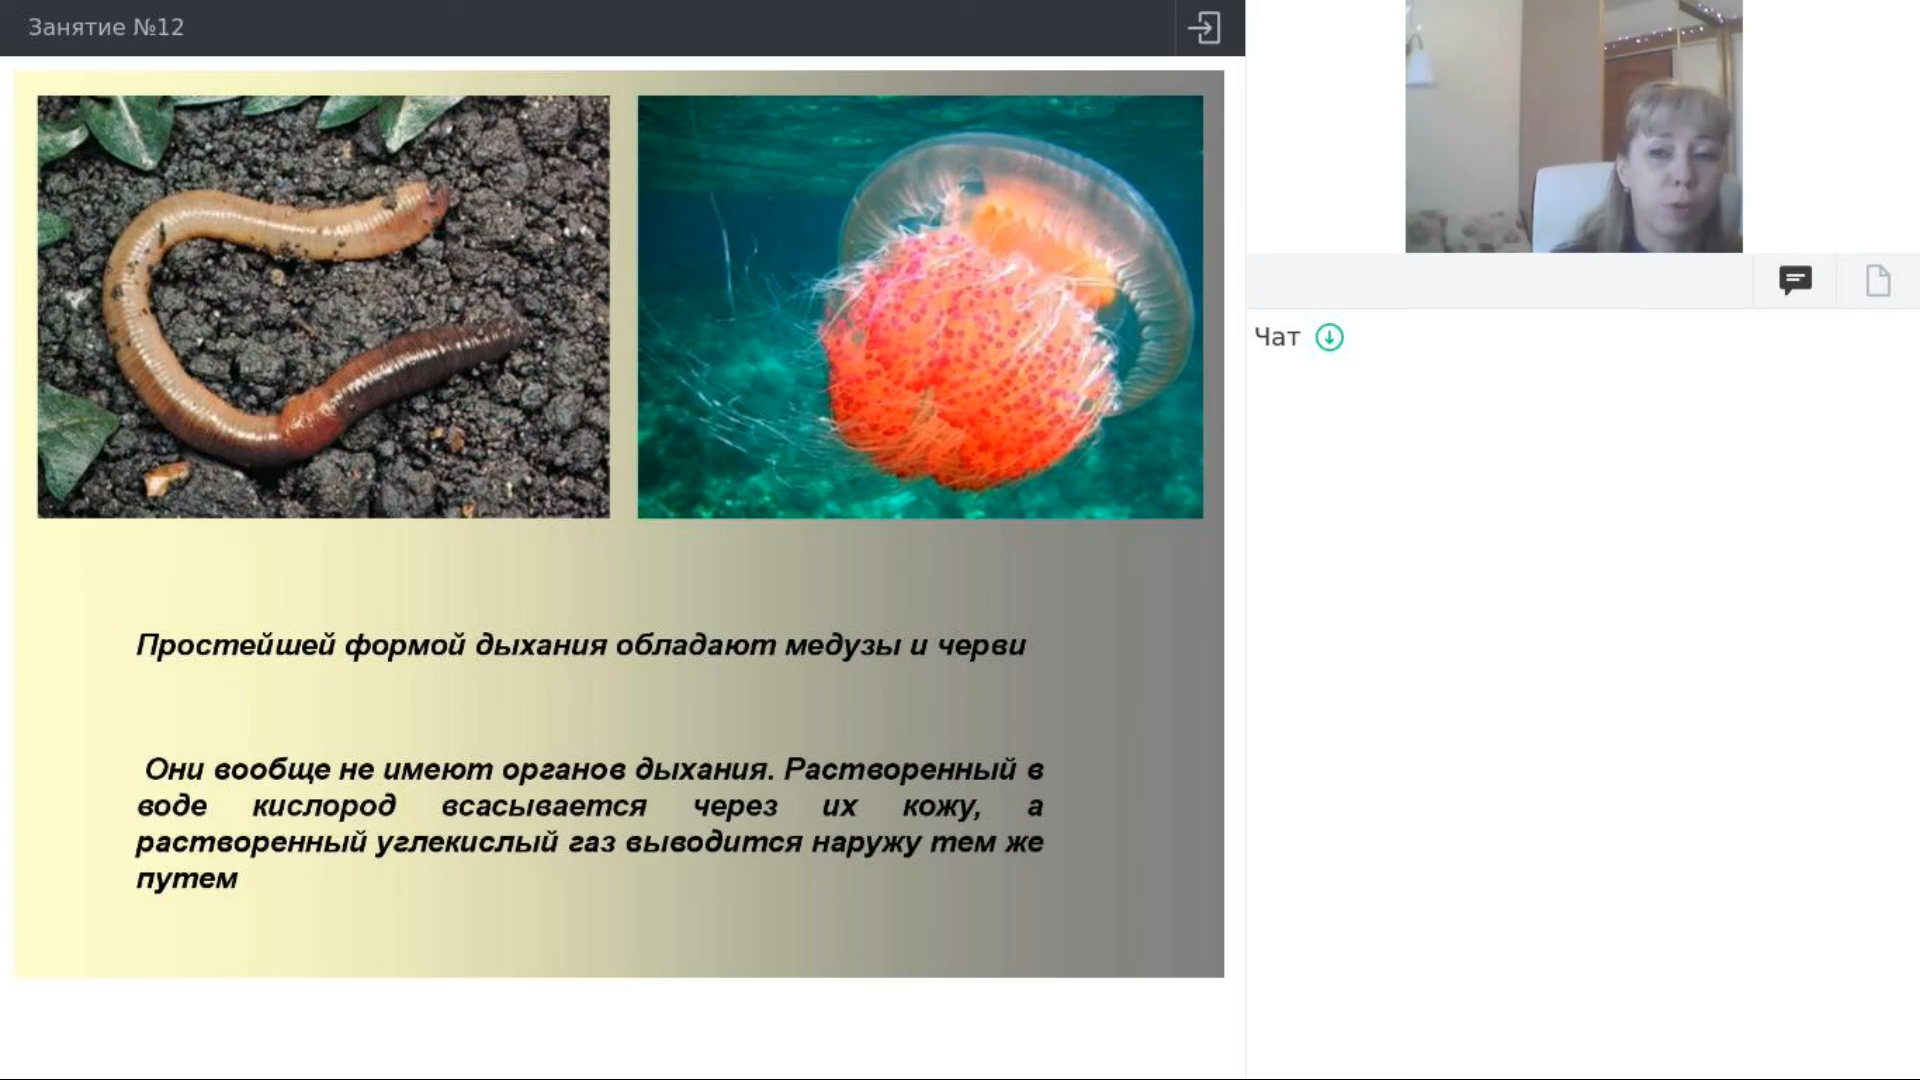 Занятие №12
Чат
Простейшей формой дыхания обладают медузы и черви
Они вообще не имеют органов дыхания. Растворенный в
воде кислород всасывается через их кожу, а
растворенный углекислый газ выводится наружу тем же
путем